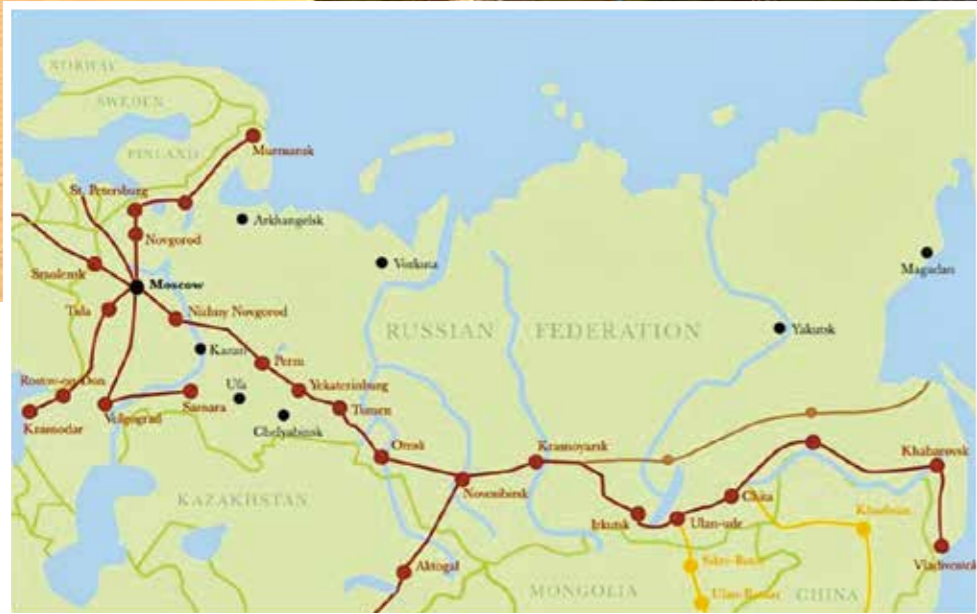 NORWAY
SWEDEN
FINLAND
Murmansk
St. Petersburg
Arkhangelsk
Novgorod
Vorkuta
Magadan
Smolensk
Moscow
Tula
Nizhny Novgorod
RUSSIAN FEDERATION
Yakutsk
Kazan
Perm
Rostov-on-Don
Ufa
Yekaterinburg
Samara
Tumen
Krasnodar
Volgograd
Chelyabinsk
Omsk
Krasnoyarsk
Khabarovsk
KAZAKHSTAN
Novosibirsk
Chita
Irkutsk
Ulan-ude
Aktogal
Vladivostok
MONGOLIA
CHINA